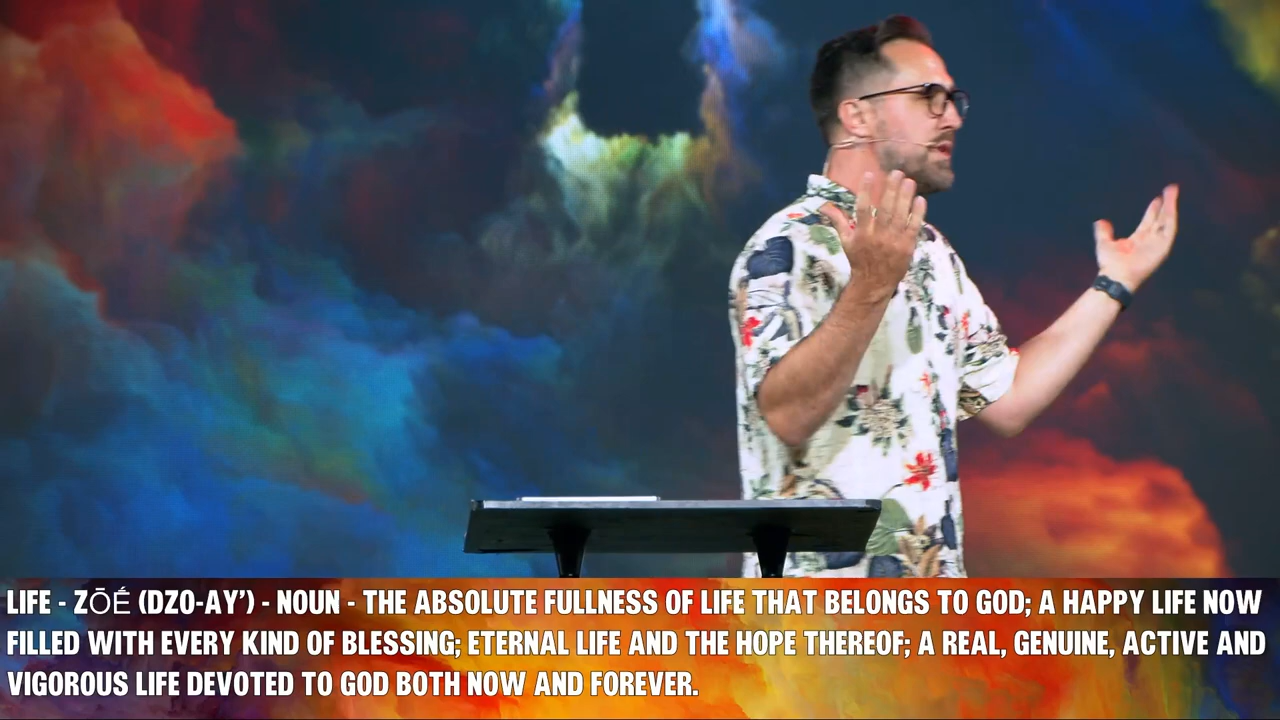 LIFE - ZŌḖ (DZO-AY’) - NOUN - THE ABSOLUTE FULLNESS OF LIFE THAT BELONGS TO GOD; A HAPPY LIFE NOW
FILLED WITH EVERY KIND OF BLESSING; ETERNAL LIFE AND THE HOPE THEREOF; A REAL, GENUINE, ACTIVE AND
VIGOROUS LIFE DEVOTED TO GOD BOTH NOW AND FOREVER.